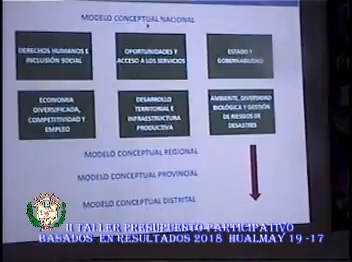 MODELO CONCEPTUAL NACIONAL
DERECHOS HUMANOS E
INCLUSIÓN SOCIAL
OPORTUNIDADES Y
ACCESO A LOS SERVICIOS
ESTADO Y
GOBERNABILIDAD
ECONOMIA
DIVERSIFICADA,
COMPETITIVIDAD Y
EMPLEO
DESARROLLO
TERRITORIAL E
INFRAESTRUCTURA
PRODUCTIVA
AMBIENTE, DIVERSIDAD
BIOLÓGICA Y GESTIÓN
DE RIESGOS DE
DESASTRES
MODELO CONCEPTUAL REGIONAL
MODELO CONCEPTUAL PROVINCIAL
MODELO CONCEPTUAL DISTRITAL
II TALLER PRESUPUESTO PARTICIPATIVO
BASADOS EN RESULTADOS 2018 HUALMAY 19 -17